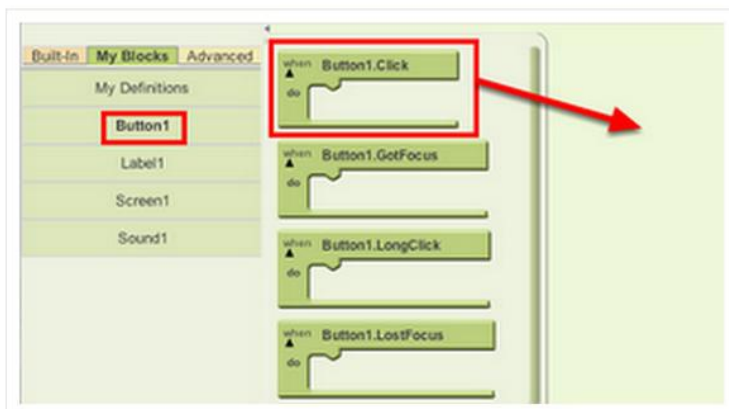 Built-In My Blocks Advanced
My Definitions
Button1
Label1
Screen1
Sound1
when Button1.Click
do
when Button1.GotFocus
do
when Button1.LongClick
do
when Button1.LostFocus
do